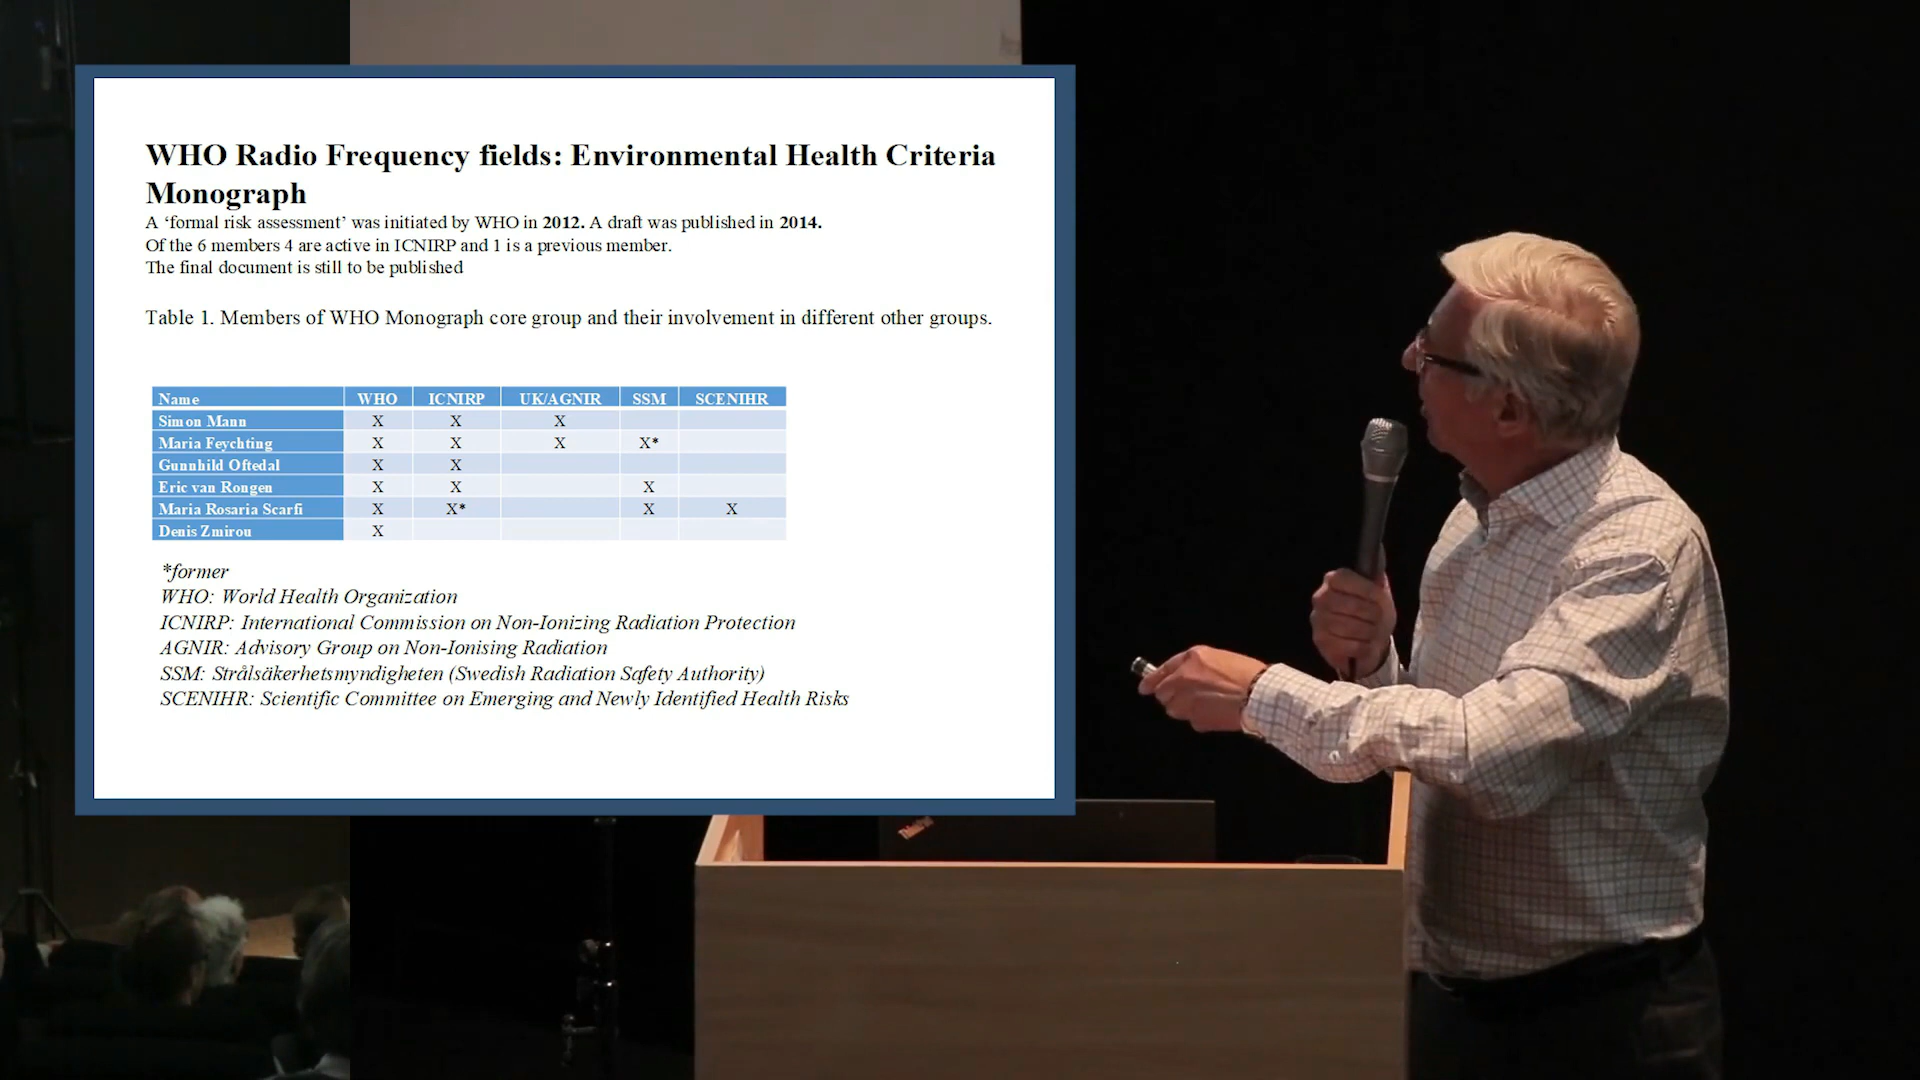 WHO Radio Frequency fields: Environmental Health Criteria
Monograph
A ‘formal risk assessment’ was initiated by WHO in 2012. A draft was published in 2014.
Of the 6 members 4 are active in ICNIRP and 1 is a previous member.
The final document is still to be published
Table 1. Members of WHO Monograph core group and their involvement in different other groups.
Name WHO ICNIRP UK/AGNIR SSM SCENIHR
Simon Mann X X X
Maria Feychting X X X X*
Gunnhild Oftedal X X
Eric van Rongen X X X
Maria Rosaria Scarfi X X* X X
Denis Zmirou X
*former
WHO: World Health Organization
ICNIRP: International Commission on Non-Ionizing Radiation Protection
AGNIR: Advisory Group on Non-Ionising Radiation
SSM: Strålsäkerhetsmyndigheten (Swedish Radiation Safety Authority)
SCENIHR: Scientific Committee on Emerging and Newly Identified Health Risks
ThinkPad